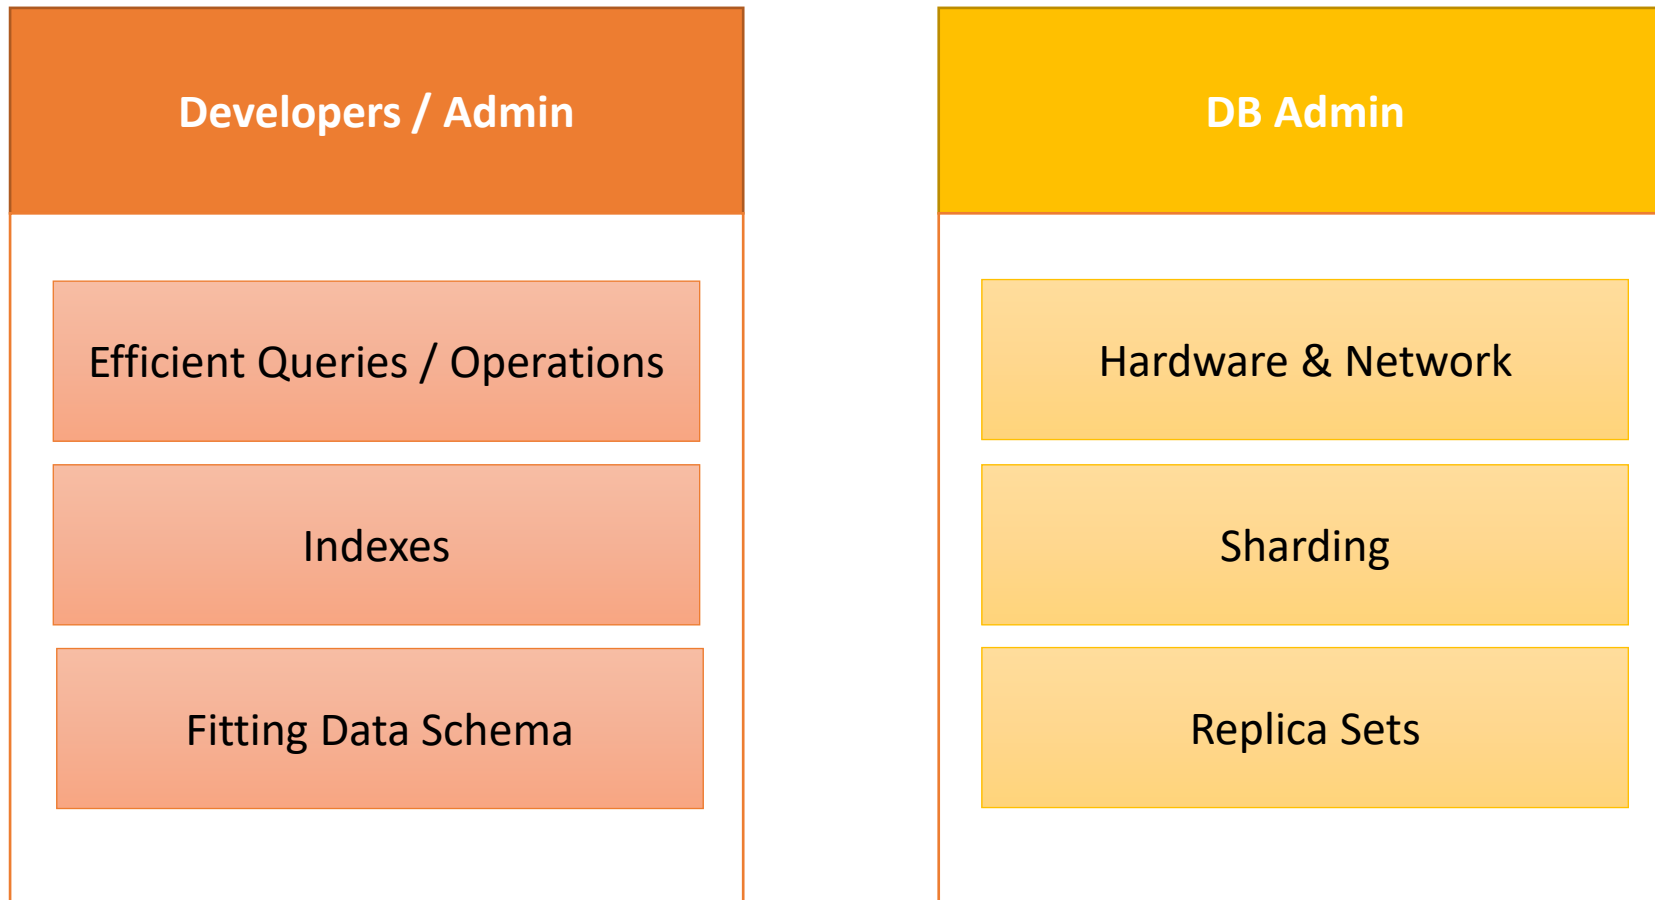 Developers / Admin
Efficient Queries / Operations
Indexes
Fitting Data Schema
DB Admin
Hardware & Network
Sharding
Replica Sets